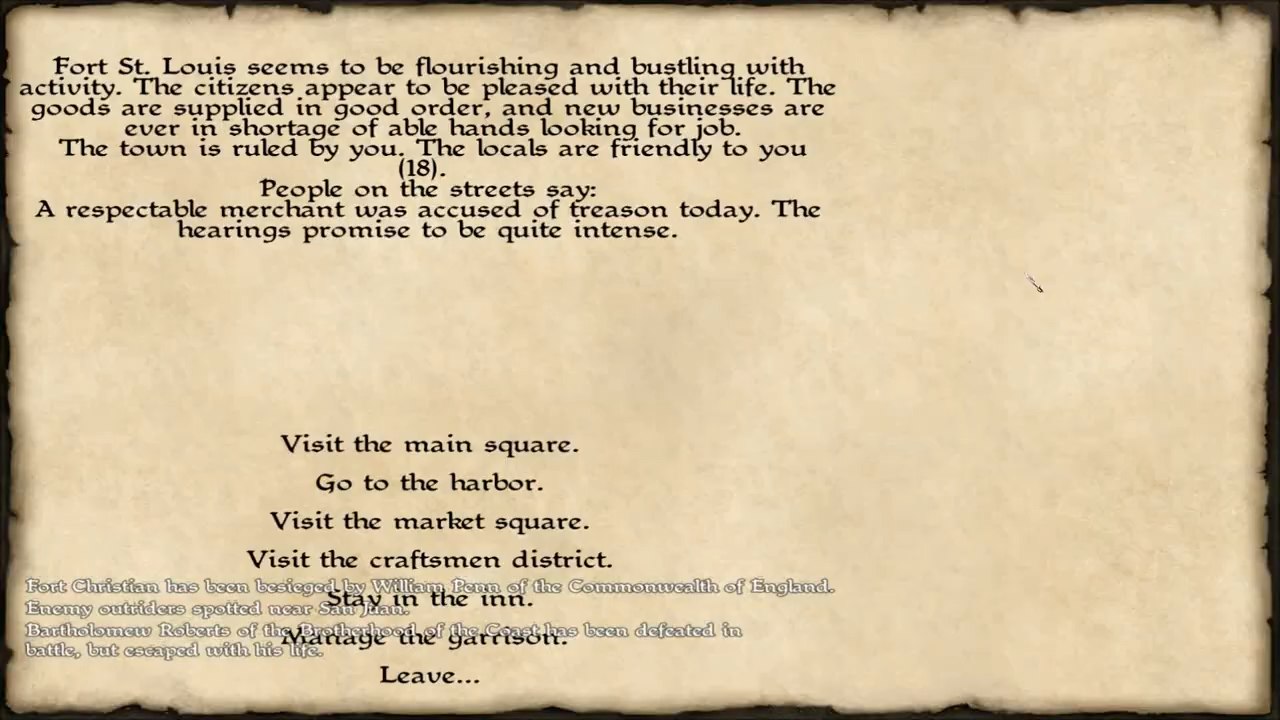 Fort St. Louis seems to be flourishing and bustling with
activity. The citizens appear to be pleased with their life. The
goods are supplied in good order, and new businesses are
ever in shortage of able hands looking for job.
The town is ruled by you. The locals are friendly to you
(18).
People on the streets say:
A respectable merchant was accused of treason today. The
hearings promise to be quite intense.
Visit the main square.
Go to the harbor.
Visit the market square.
Visit the craftsmen district.
Fort Christian has been besieged by William Penn of the Commonwealth of England.
Stay in the inn.
Enemy outriders spotted near San Juan.
Bartholomew Roberts of the Brotherhood of the Coast has been defeated in
Manage the garrison.
battle, but escaped with his life.
Leave...